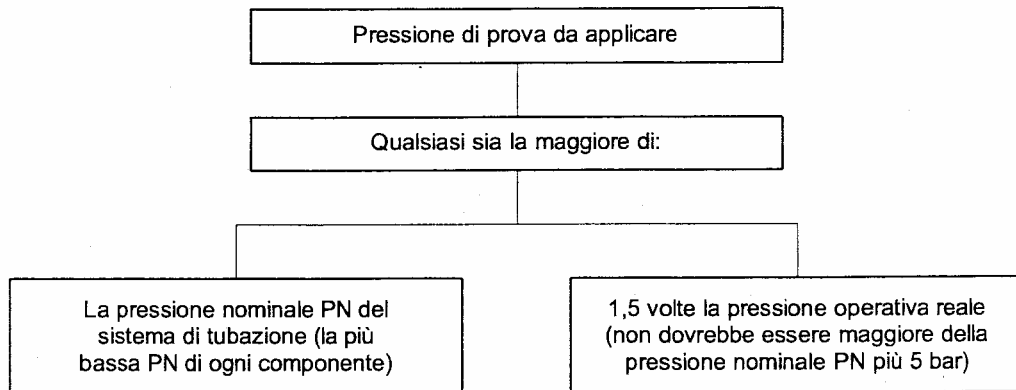 Pressione di prova da applicare
Qualsiasi sia la maggiore di:
La pressione nominale PN del
sistema di tubazione (la più
bassa PN di ogni componente)
1,5 volte la pressione operativa reale
(non dovrebbe essere maggiore della
pressione nominale PN più 5 bar)